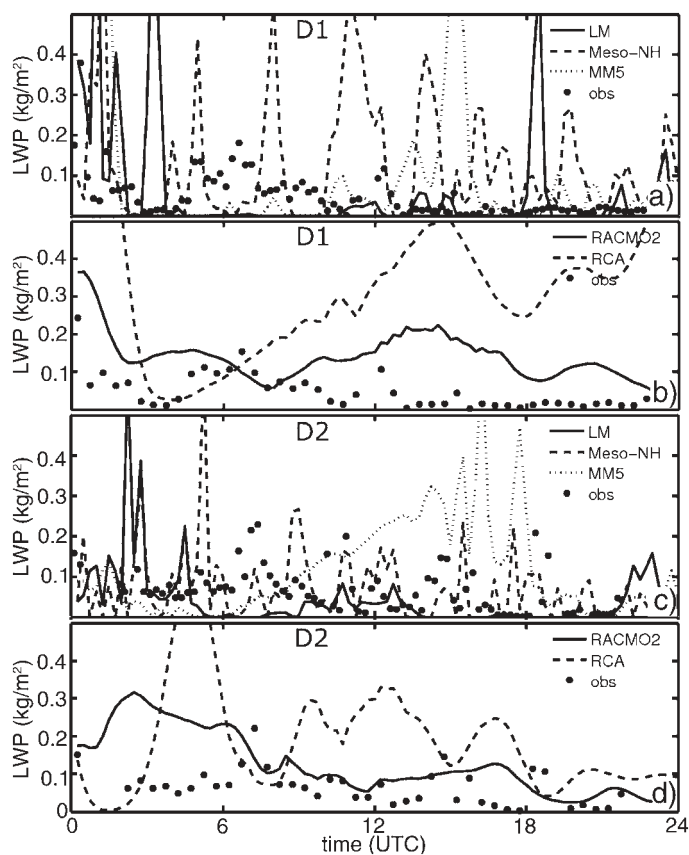 D1
LWP (kg/m²)
0.4
0.3
0.2
0.1
LM
Meso-NH
MM5
obs
a)
D1
LWP (kg/m²)
0.4
0.3
0.2
0.1
RACMO2
RCA
obs
b)
D2
LWP (kg/m²)
0.4
0.3
0.2
0.1
LM
Meso-NH
MM5
obs
c)
D2
LWP (kg/m²)
0.4
0.3
0.2
0.1
0
RACMO2
RCA
obs
d)
0 6 12 18 24
time (UTC)